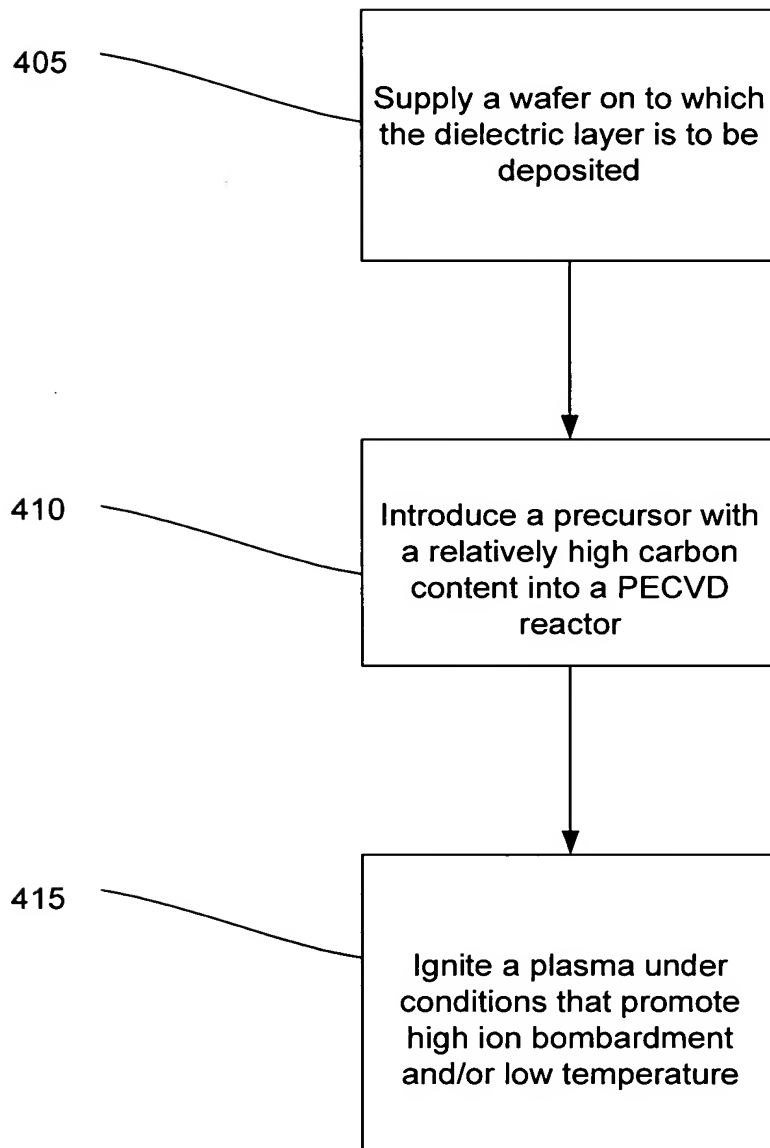 405
Supply a wafer on to which
the dielectric layer is to be
deposited
410
Introduce a precursor with
a relatively high carbon
content into a PECVD
reactor
415
Ignite a plasma under
conditions that promote
high ion bombardment
and/or low temperature